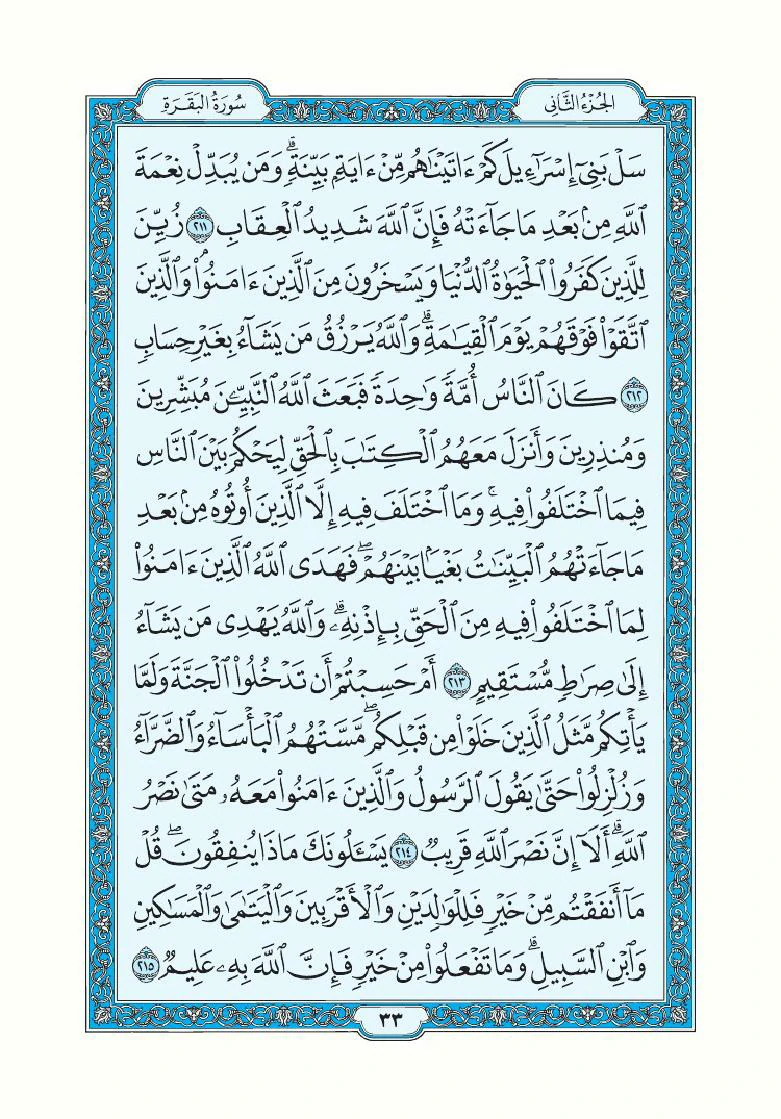 الجُزْءُ الثَّانِي
سُورَةُ البَقَرَةِ
سَلْ بَنِىٓ إِسْرَٰٓءِيلَ كَمْ ءَاتَيْنَٰهُم مِّنْ ءَايَةٍۭ بَيِّنَةٍۗ وَمَن يُبَدِّلْ نِعْمَةَ
ٱللَّهِ مِنۢ بَعْدِ مَا جَآءَتْهُ فَإِنَّ ٱللَّهَ شَدِيدُ ٱلْعِقَابِ ٢١١ زُيِّنَ
لِلَّذِينَ كَفَرُوا۟ ٱلْحَيَوٰةُ ٱلدُّنْيَا وَيَسْخَرُونَ مِنَ ٱلَّذِينَ ءَامَنُوا۟ۘ وَٱلَّذِينَ
ٱتَّقَوْا۟ فَوْقَهُمْ يَوْمَ ٱلْقِيَٰمَةِۗ وَٱللَّهُ يَرْزُقُ مَن يَشَآءُ بِغَيْرِ حِسَابٍ
٢١٢ كَانَ ٱلنَّاسُ أُمَّةً وَٰحِدَةً فَبَعَثَ ٱللَّهُ ٱلنَّبِيِّۦنَ مُبَشِّرِينَ
وَمُنذِرِينَ وَأَنزَلَ مَعَهُمُ ٱلْكِتَٰبَ بِٱلْحَقِّ لِيَحْكُمَ بَيْنَ ٱلنَّاسِ
فِيمَا ٱخْتَلَفُوا۟ فِيهِۚ وَمَا ٱخْتَلَفَ فِيهِ إِلَّا ٱلَّذِينَ أُوتُوهُ مِنۢ بَعْدِ
مَا جَآءَتْهُمُ ٱلْبَيِّنَٰتُ بَغْيًۢا بَيْنَهُمْۖ فَهَدَى ٱللَّهُ ٱلَّذِينَ ءَامَنُوا۟
لِمَا ٱخْتَلَفُوا۟ فِيهِ مِنَ ٱلْحَقِّ بِإِذْنِهِۦۗ وَٱللَّهُ يَهْدِى مَن يَشَآءُ
إِلَىٰ صِرَٰطٍ مُّسْتَقِيمٍ ٢١٣ أَمْ حَسِبْتُمْ أَن تَدْخُلُوا۟ ٱلْجَنَّةَ وَلَمَّا
يَأْتِكُم مَّثَلُ ٱلَّذِينَ خَلَوْا۟ مِن قَبْلِكُمۖ مَّسَّتْهُمُ ٱلْبَأْسَآءُ وَٱلضَّرَّآءُ
وَزُلْزِلُوا۟ حَتَّىٰ يَقُولَ ٱلرَّسُولُ وَٱلَّذِينَ ءَامَنُوا۟ مَعَهُۥ مَتَىٰ نَصْرُ
ٱللَّهِۗ أَلَآ إِنَّ نَصْرَ ٱللَّهِ قَرِيبٌ ٢١٤ يَسْـَٔلُونَكَ مَاذَا يُنفِقُونَۖ قُلْ
مَآ أَنفَقْتُم مِّنْ خَيْرٍ فَلِلْوَٰلِدَيْنِ وَٱلْأَقْرَبِينَ وَٱلْيَتَٰمَىٰ وَٱلْمَسَٰكِينِ
وَٱبْنِ ٱلسَّبِيلِۗ وَمَا تَفْعَلُوا۟ مِنْ خَيْرٍ فَإِنَّ ٱللَّهَ بِهِۦ عَلِيمٌ ٢١٥
٣٣